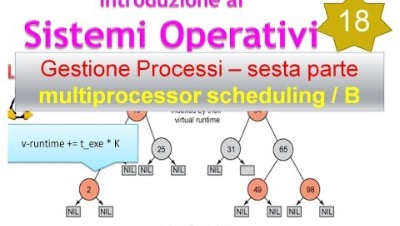 Introduzione ai
Sistemi Operativi
18
Gestione Processi – sesta parte
multiprocessor scheduling / B
virtual runtime
v-runtime += t_exe * K
25
31
65
NIL
NIL
NIL
NIL
2
49
98
NIL
NIL
NIL
NIL
NIL
NIL